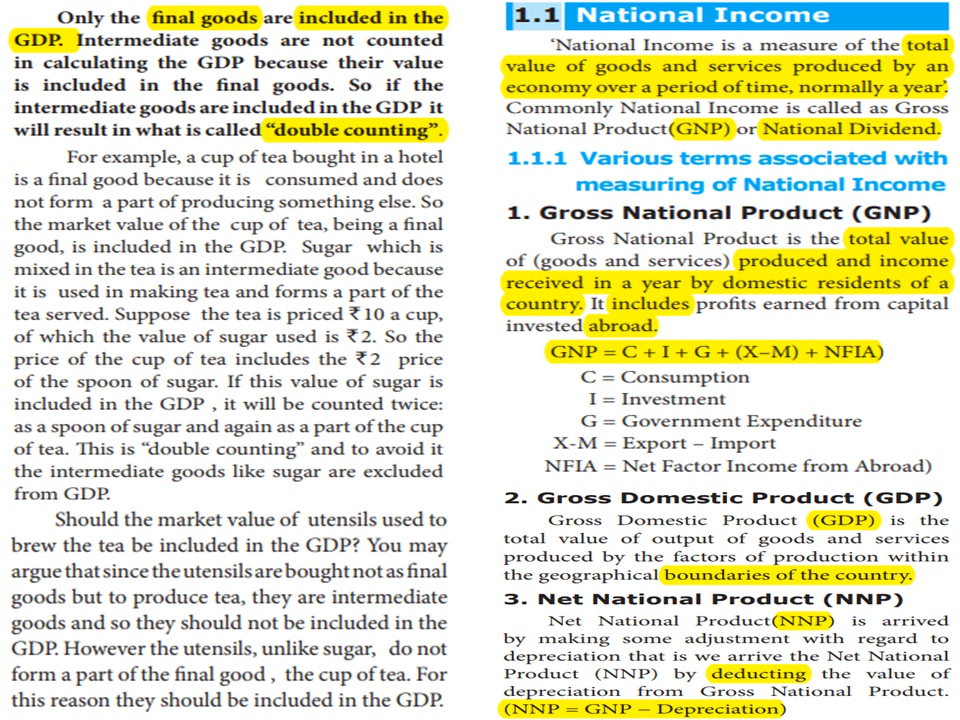 Only the final goods are included in the
GDP. Intermediate goods are not counted
in calculating the GDP because their value
is included in the final goods. So if the
intermediate goods are included in the GDP it
will result in what is called “double counting”.
For example, a cup of tea bought in a hotel
is a final good because it is consumed and does
not form a part of producing something else. So
the market value of the cup of tea, being a final
good, is included in the GDP. Sugar which is
mixed in the tea is an intermediate good because
it is used in making tea and forms a part of the
tea served. Suppose the tea is priced ₹10 a cup,
of which the value of sugar used is ₹2. So the
price of the cup of tea includes the ₹2 price
of the spoon of sugar. If this value of sugar is
included in the GDP , it will be counted twice:
as a spoon of sugar and again as a part of the cup
of tea. This is “double counting” and to avoid it
the intermediate goods like sugar are excluded
from GDP.
Should the market value of utensils used to
brew the tea be included in the GDP? You may
argue that since the utensils are bought not as final
goods but to produce tea, they are intermediate
goods and so they should not be included in the
GDP. However the utensils, unlike sugar, do not
form a part of the final good , the cup of tea. For
this reason they should be included in the GDP.
1.1 National Income
‘National Income is a measure of the total
value of goods and services produced by an
economy over a period of time, normally a year’.
Commonly National Income is called as Gross
National Product(GNP) or National Dividend.
1.1.1 Various terms associated with
measuring of National Income
1. Gross National Product (GNP)
Gross National Product is the total value
of (goods and services) produced and income
received in a year by domestic residents of a
country. It includes profits earned from capital
invested abroad.
GNP = C + I + G + (X–M) + NFIA)
C = Consumption
I = Investment
G = Government Expenditure
X-M = Export – Import
NFIA = Net Factor Income from Abroad)
2. Gross Domestic Product (GDP)
Gross Domestic Product (GDP) is the
total value of output of goods and services
produced by the factors of production within
the geographical boundaries of the country.
3. Net National Product (NNP)
Net National Product(NNP) is arrived
by making some adjustment with regard to
depreciation that is we arrive the Net National
Product (NNP) by deducting the value of
depreciation from Gross National Product.
(NNP = GNP – Depreciation)